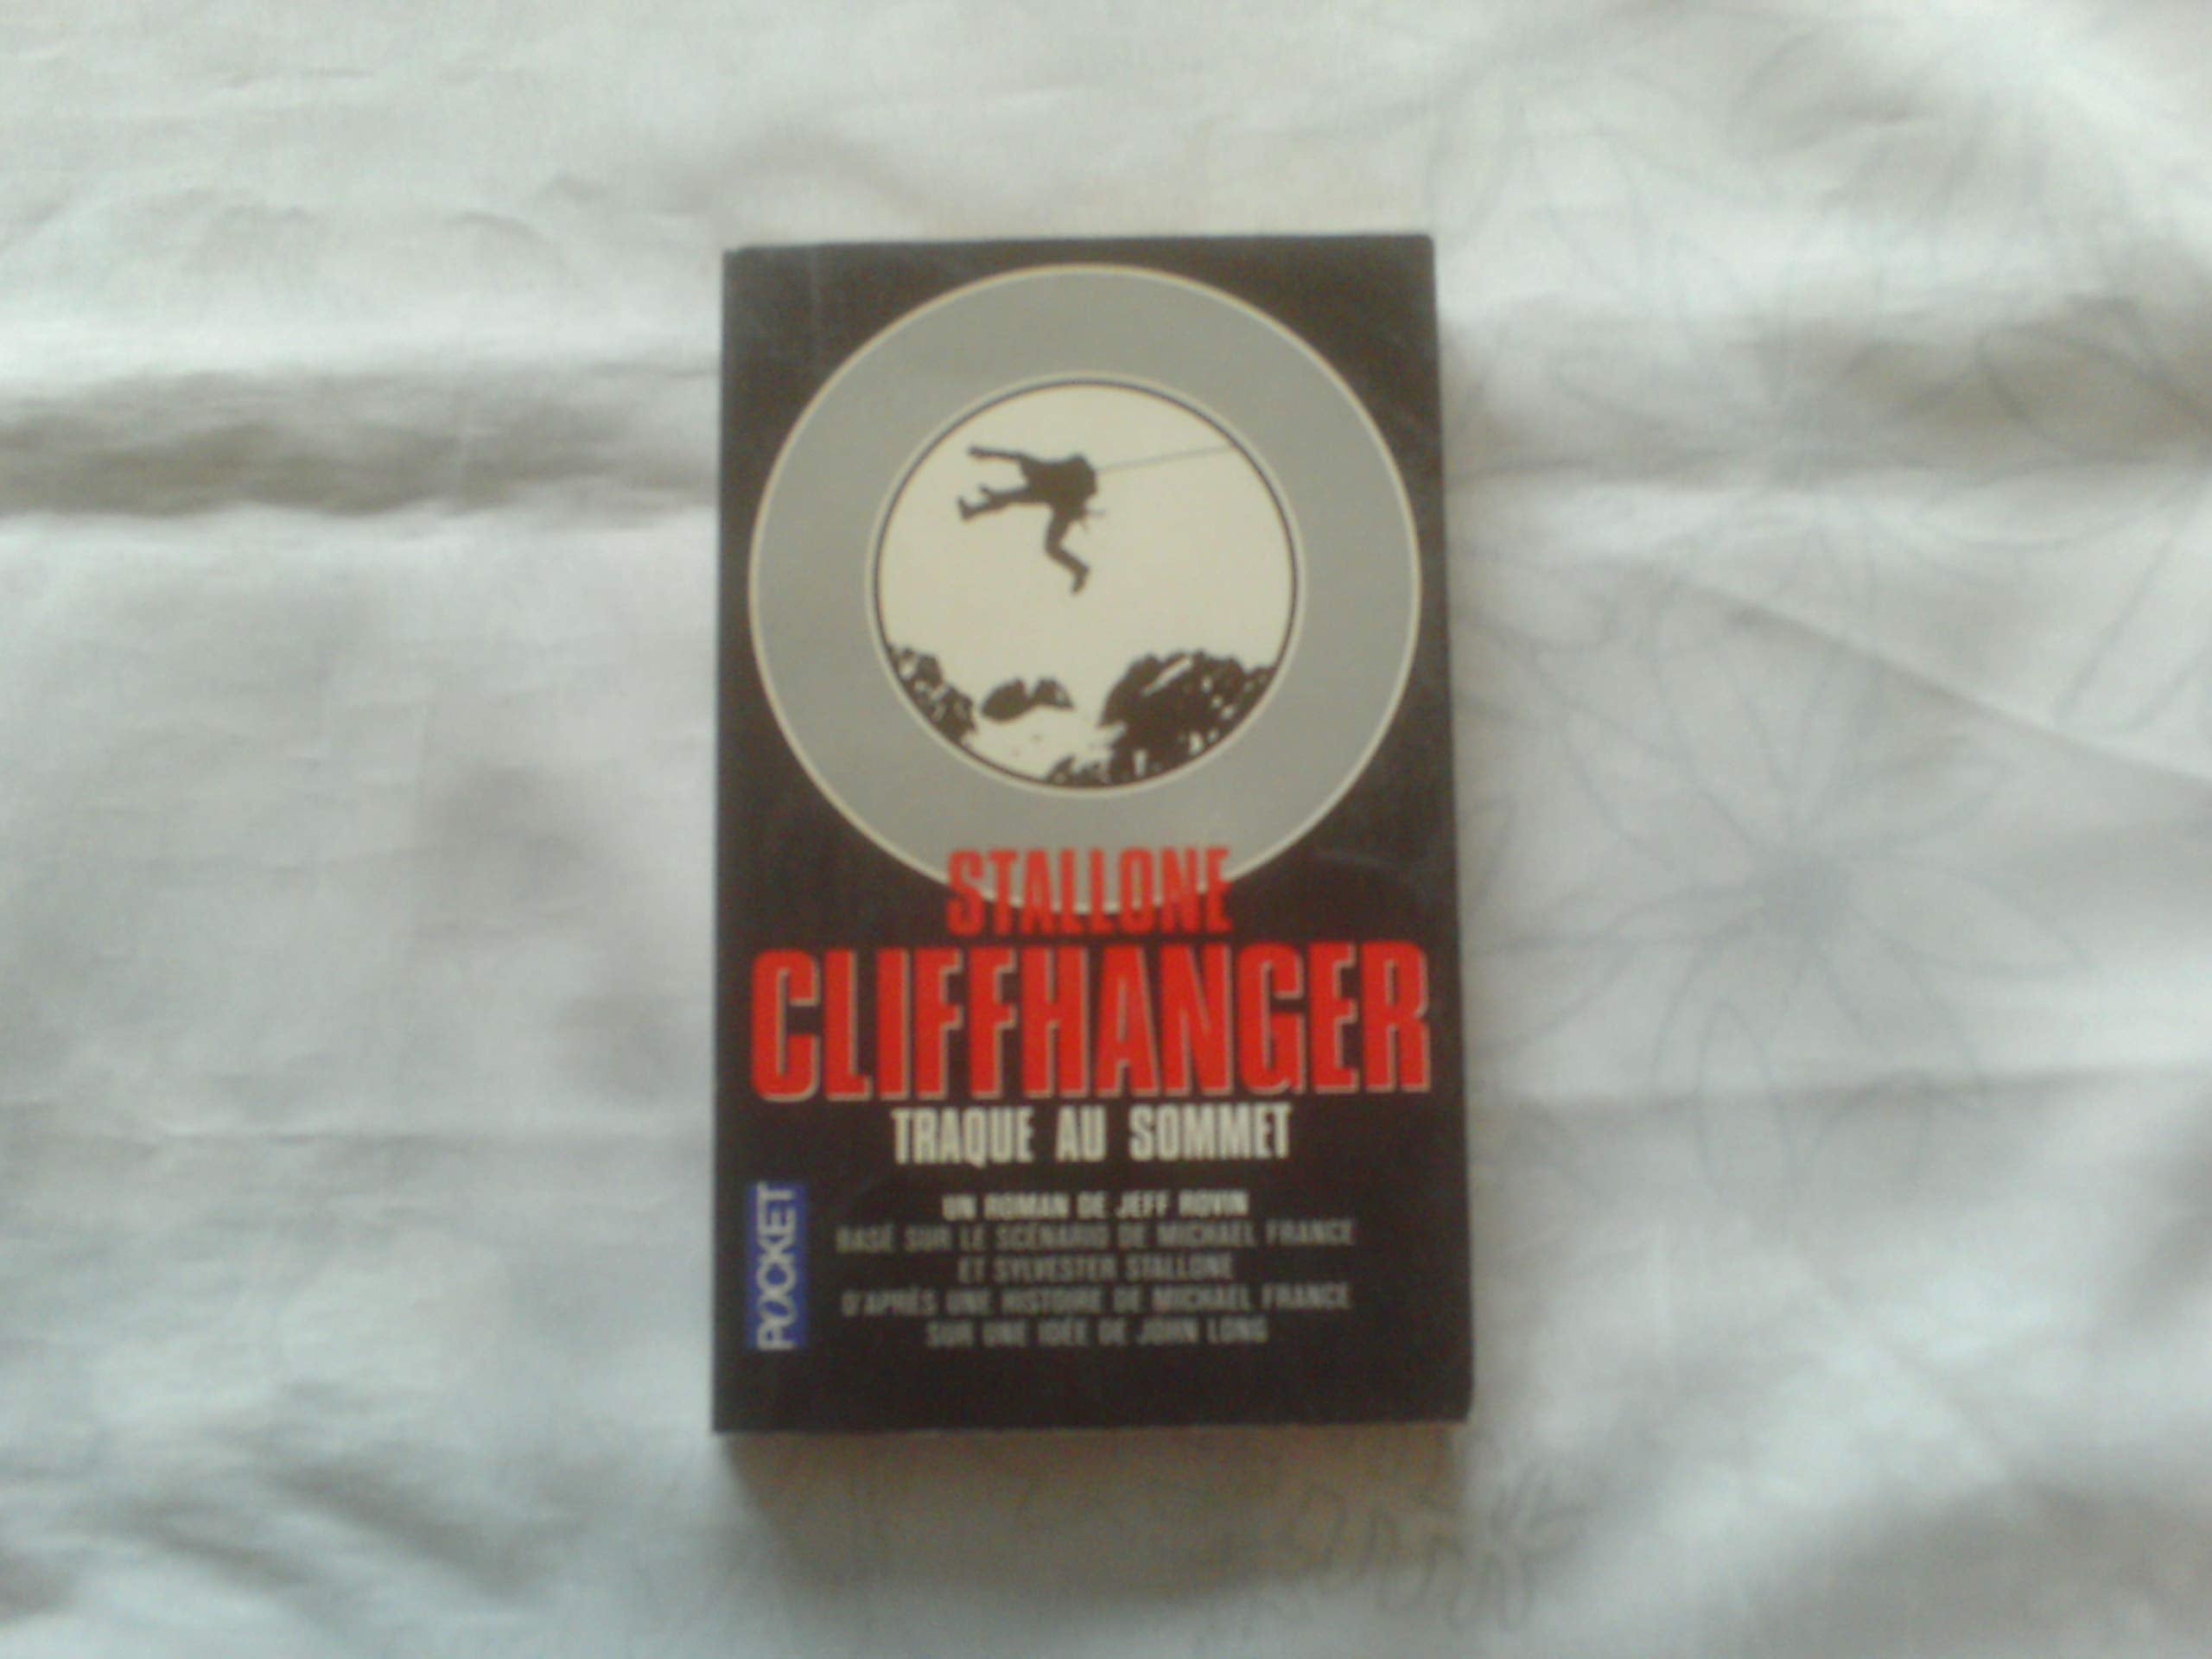 STALLONE
CLIFFHANGER
TRAQUE AU SOMMET
UN ROMAN DE JEFF ROVIN
BASÉ SUR LE SCÉNARIO DE MICHAEL FRANCE
ET SYLVESTER STALLONE
D'APRÈS UNE HISTOIRE DE MICHAEL FRANCE
SUR UNE IDÉE DE JOHN LONG
POCKET